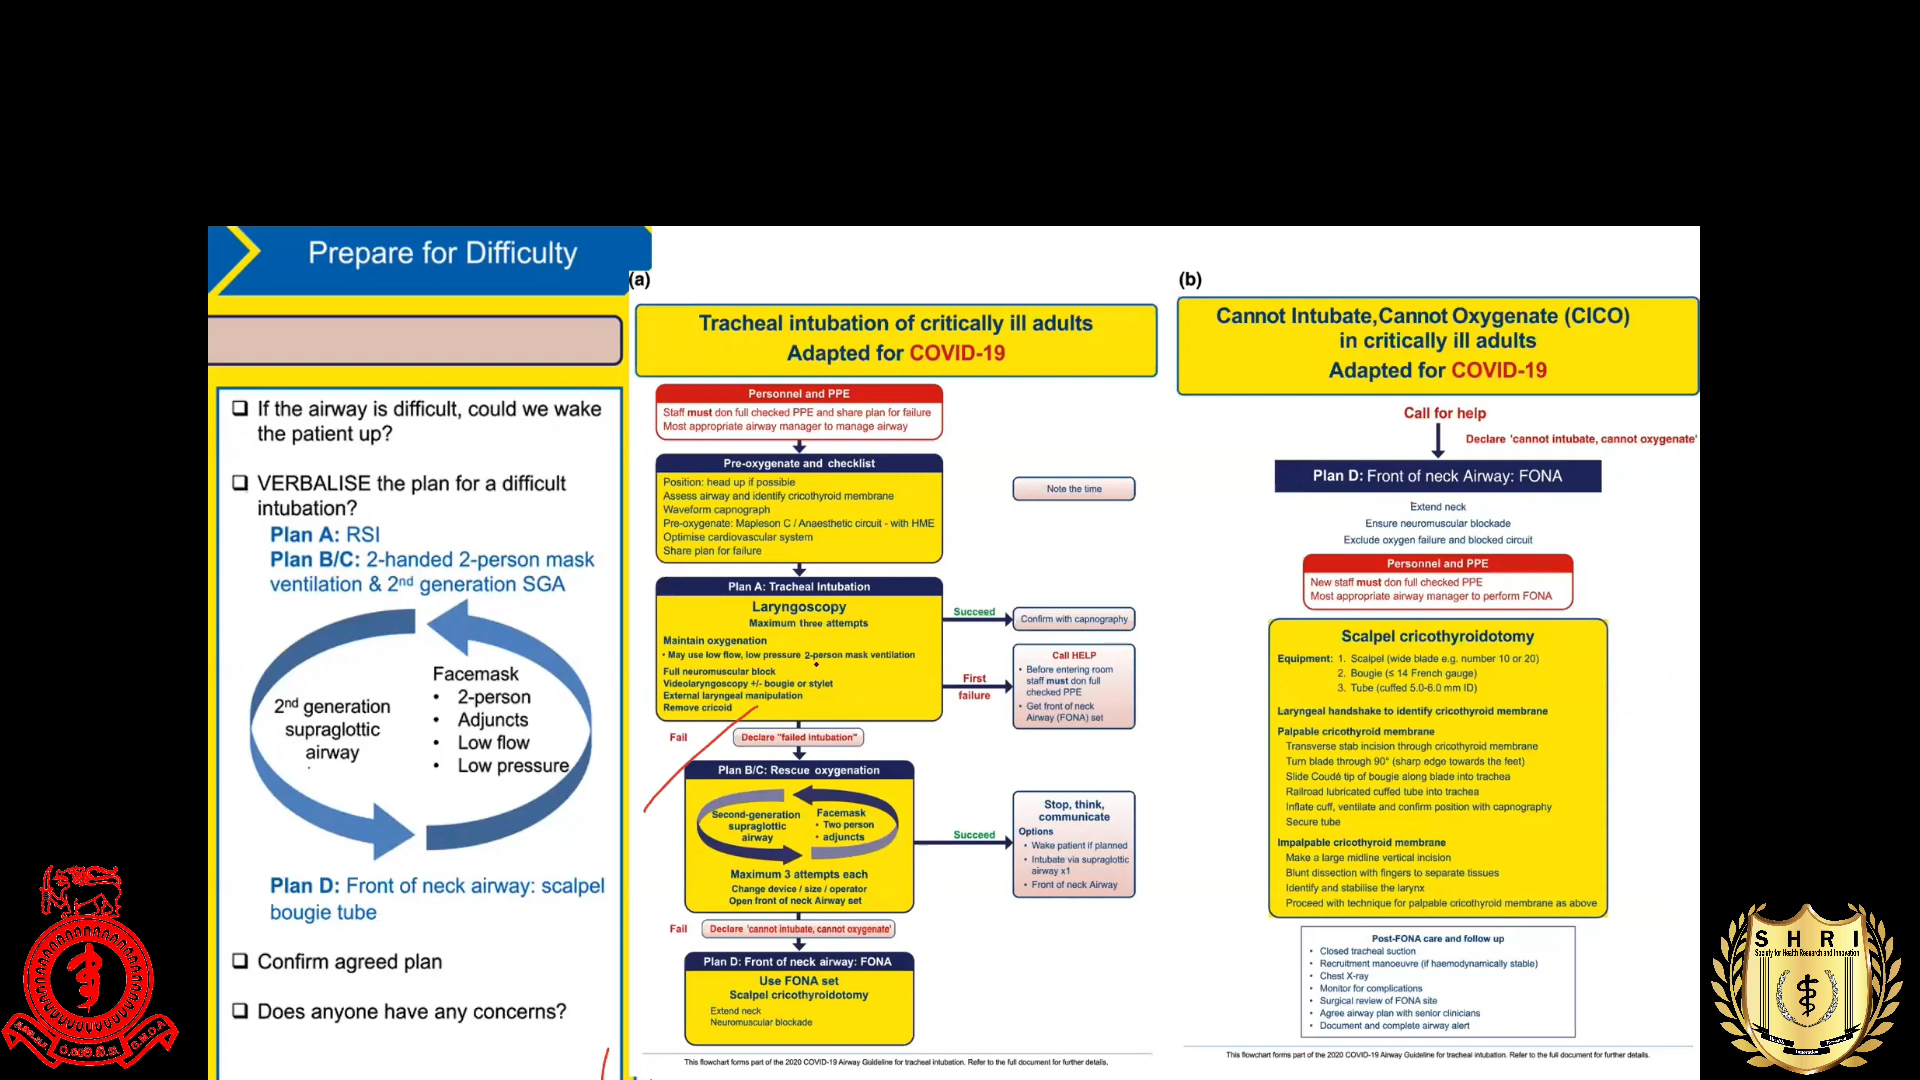 Prepare for Difficulty
❑ If the airway is difficult, could we wake
the patient up?
❑ VERBALISE the plan for a difficult
intubation?
Plan A: RSI
Plan B/C: 2-handed 2-person mask
ventilation & 2nd generation SGA
2nd generation
supraglottic
airway
Facemask
• 2-person
• Adjuncts
• Low flow
• Low pressure
Plan D: Front of neck airway: scalpel
bougie tube
❑ Confirm agreed plan
❑ Does anyone have any concerns?
(a)
Tracheal intubation of critically ill adults
Adapted for COVID-19
Personnel and PPE
Staff must don full checked PPE and share plan for failure
Most appropriate airway manager to manage airway
Pre-oxygenate and checklist
Position: head up if possible
Assess airway and identify cricothyroid membrane
Waveform capnography
Pre-oxygenate: Mapleson C / Anaesthetic circuit - with HME
Optimise cardiovascular system
Share plan for failure
Note the time
Plan A: Tracheal Intubation
Laryngoscopy
Maximum three attempts
Maintain oxygenation
• May use low flow, low pressure 2-person mask ventilation
Full neuromuscular block
Videolaryngoscopy +/- bougie or stylet
External laryngeal manipulation
Remove cricoid
Succeed
Confirm with capnography
First
failure
Call HELP
• Before entering room
staff must don full
checked PPE
• Get front of neck
Airway (FONA) set
Fail
Declare "failed intubation"
Plan B/C: Rescue oxygenation
Second-generation
supraglottic
airway
Facemask
• Two person
• adjuncts
Maximum 3 attempts each
Change device / size / operator
Open front of neck Airway set
Succeed
Stop, think,
communicate
Options
• Wake patient if planned
• Intubate via supraglottic
airway x1
• Front of neck Airway
Fail
Declare 'cannot intubate, cannot oxygenate'
Plan D: Front of neck airway: FONA
Use FONA set
Scalpel cricothyroidotomy
Extend neck
Neuromuscular blockade
This flowchart forms part of the 2020 COVID-19 Airway Guideline for tracheal intubation. Refer to the full document for further details.
(b)
Cannot Intubate,Cannot Oxygenate (CICO)
in critically ill adults
Adapted for COVID-19
Call for help
Declare 'cannot intubate, cannot oxygenate'
Plan D: Front of neck Airway: FONA
Extend neck
Ensure neuromuscular blockade
Exclude oxygen failure and blocked circuit
Personnel and PPE
New staff must don full checked PPE
Most appropriate airway manager to perform FONA
Scalpel cricothyroidotomy
Equipment: 1. Scalpel (wide blade e.g. number 10 or 20)
2. Bougie (≤ 14 French gauge)
3. Tube (cuffed 5.0-6.0 mm ID)
Laryngeal handshake to identify cricothyroid membrane
Palpable cricothyroid membrane
Transverse stab incision through cricothyroid membrane
Turn blade through 90° (sharp edge towards the feet)
Slide Coudé tip of bougie along blade into trachea
Railroad lubricated cuffed tube into trachea
Inflate cuff, ventilate and confirm position with capnography
Secure tube
Impalpable cricothyroid membrane
Make a large midline vertical incision
Blunt dissection with fingers to separate tissues
Identify and stabilise the larynx
Proceed with technique for palpable cricothyroid membrane as above
Post-FONA care and follow up
• Closed tracheal suction
• Recruitment manoeuvre (if haemodynamically stable)
• Chest X-ray
• Monitor for complications
• Surgical review of FONA site
• Agree airway plan with senior clinicians
• Document and complete airway alert
This flowchart forms part of the 2020 COVID-19 Airway Guideline for tracheal intubation. Refer to the full document for further details.
G.M.O.A
SHRI
Society for Health Research and Innovation